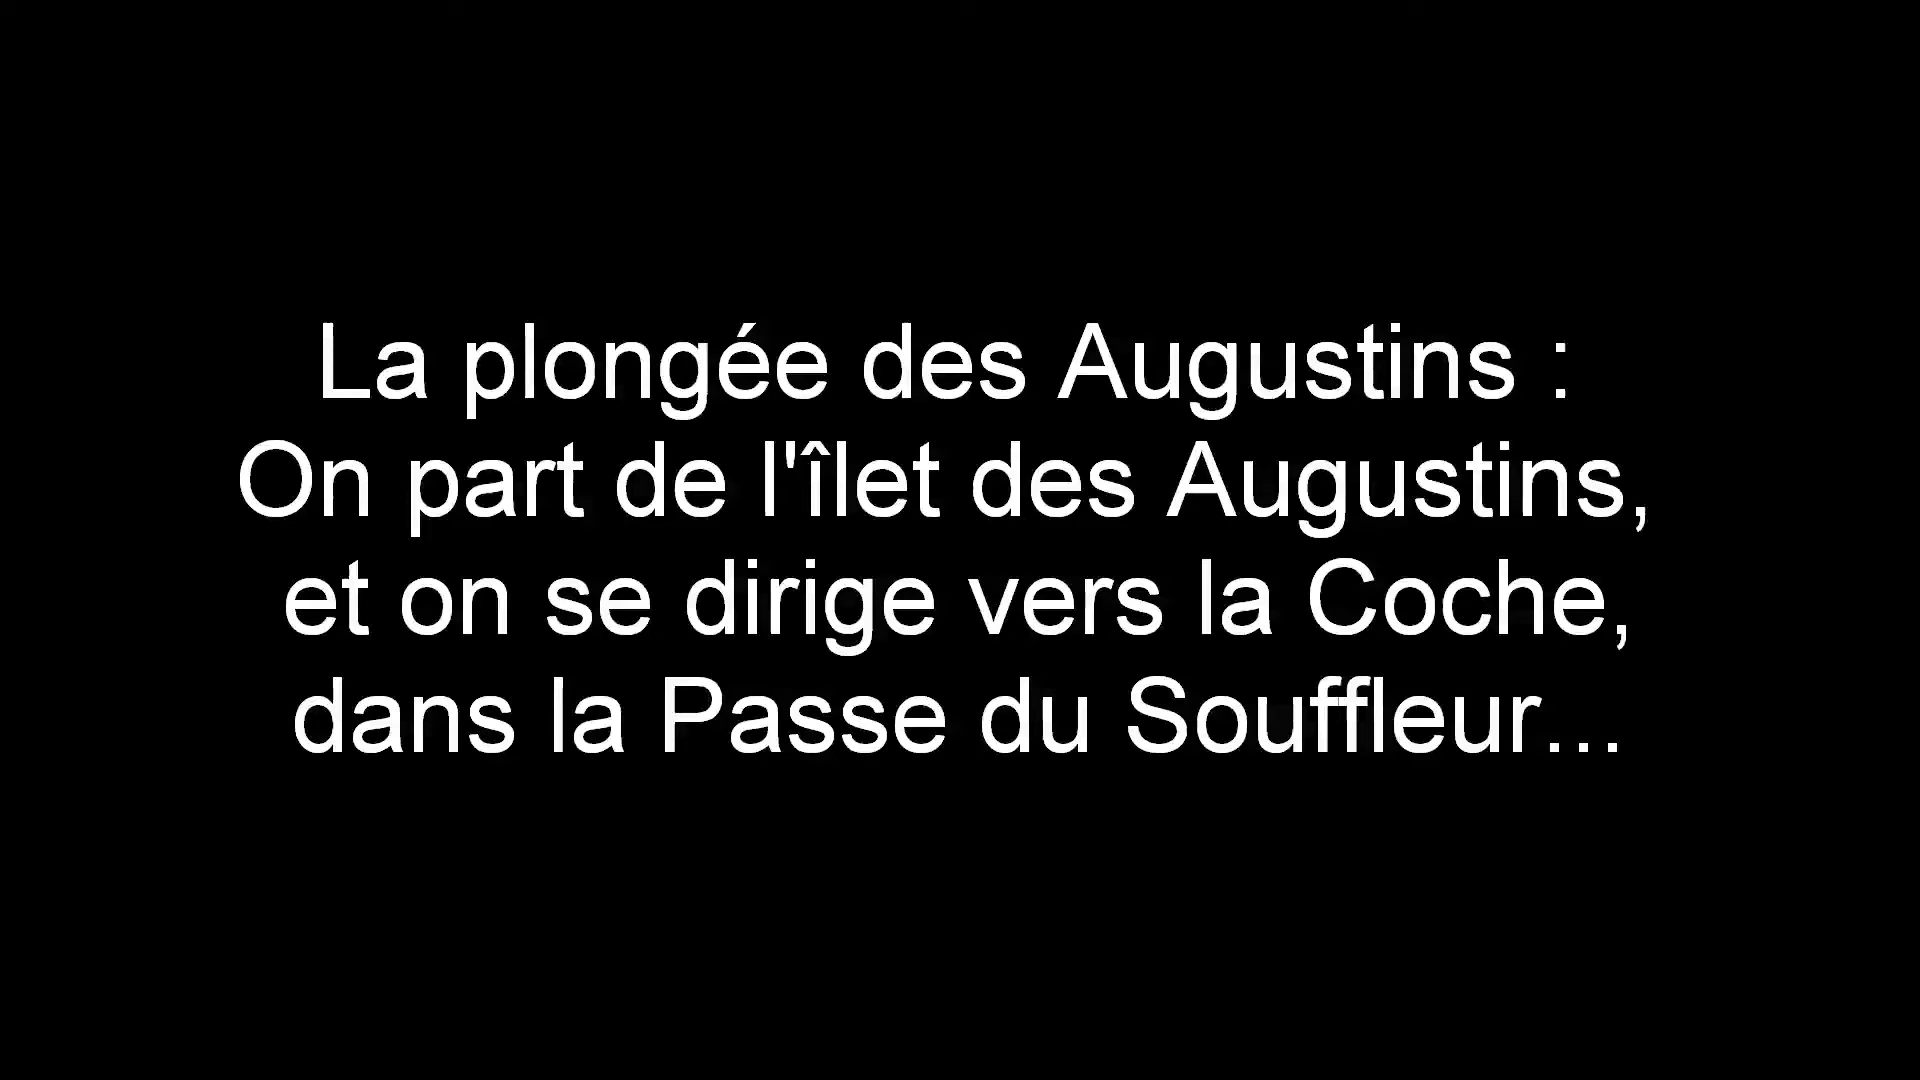 La plongée des Augustins :
On part de l'îlet des Augustins,
et on se dirige vers la Coche,
dans la Passe du Souffleur...